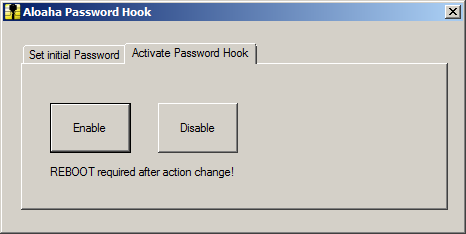 Aloaha Password Hook
Set initial Password
Activate Password Hook
Enable
Disable
REBOOT required after action change!